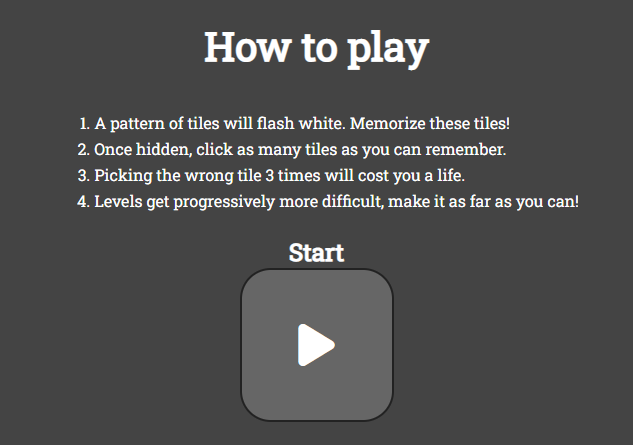 How to play
1. A pattern of tiles will flash white. Memorize these tiles!
2. Once hidden, click as many tiles as you can remember.
3. Picking the wrong tile 3 times will cost you a life.
4. Levels get progressively more difficult, make it as far as you can!
Start